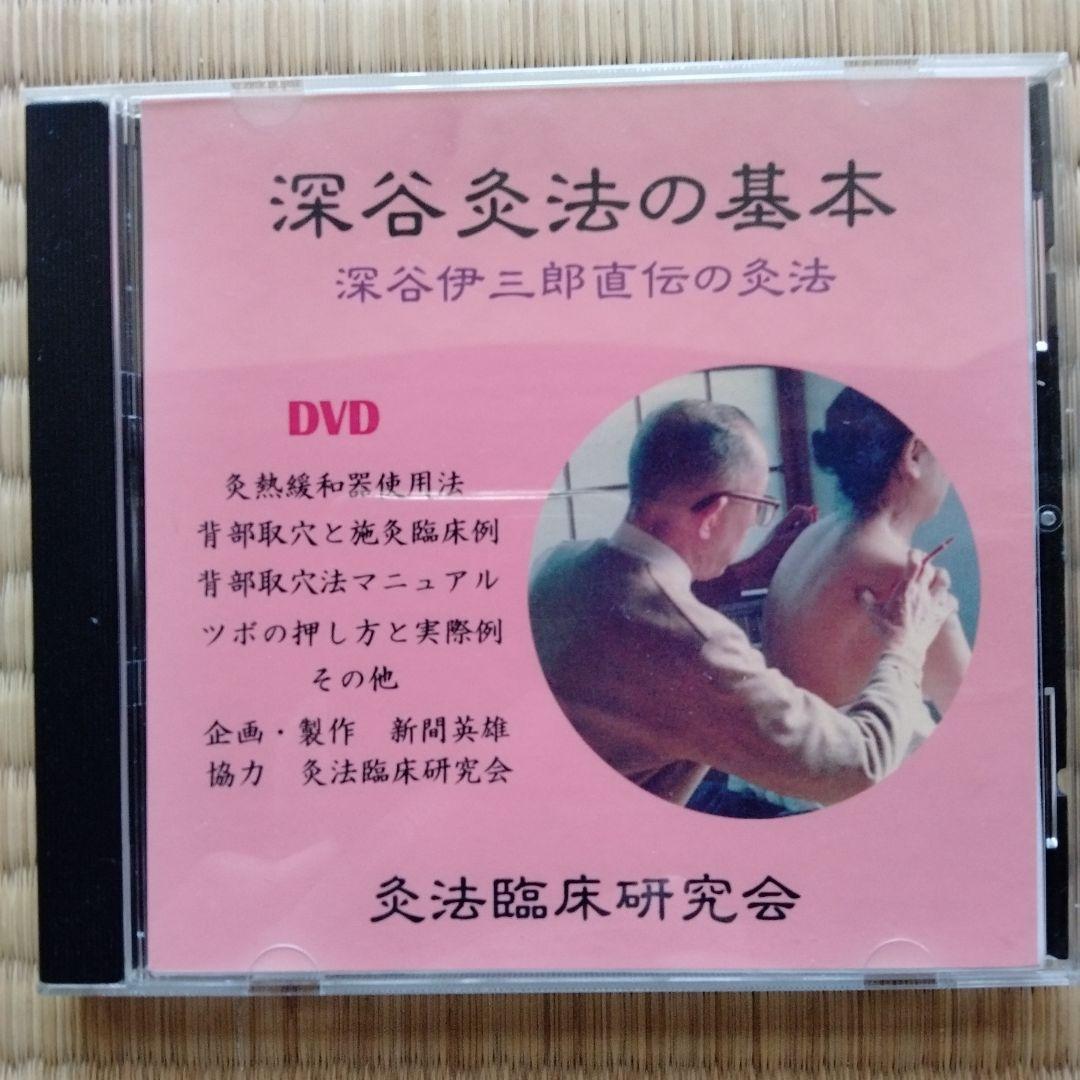 深谷灸法の基本
深谷伊三郎直伝の灸法
DVD
灸熱緩和器使用法
背部取穴と施灸臨床例
背部取穴法マニュアル
ツボの押し方と実際例
その他
企画・製作　新間英雄
協力　灸法臨床研究会
灸法臨床研究会